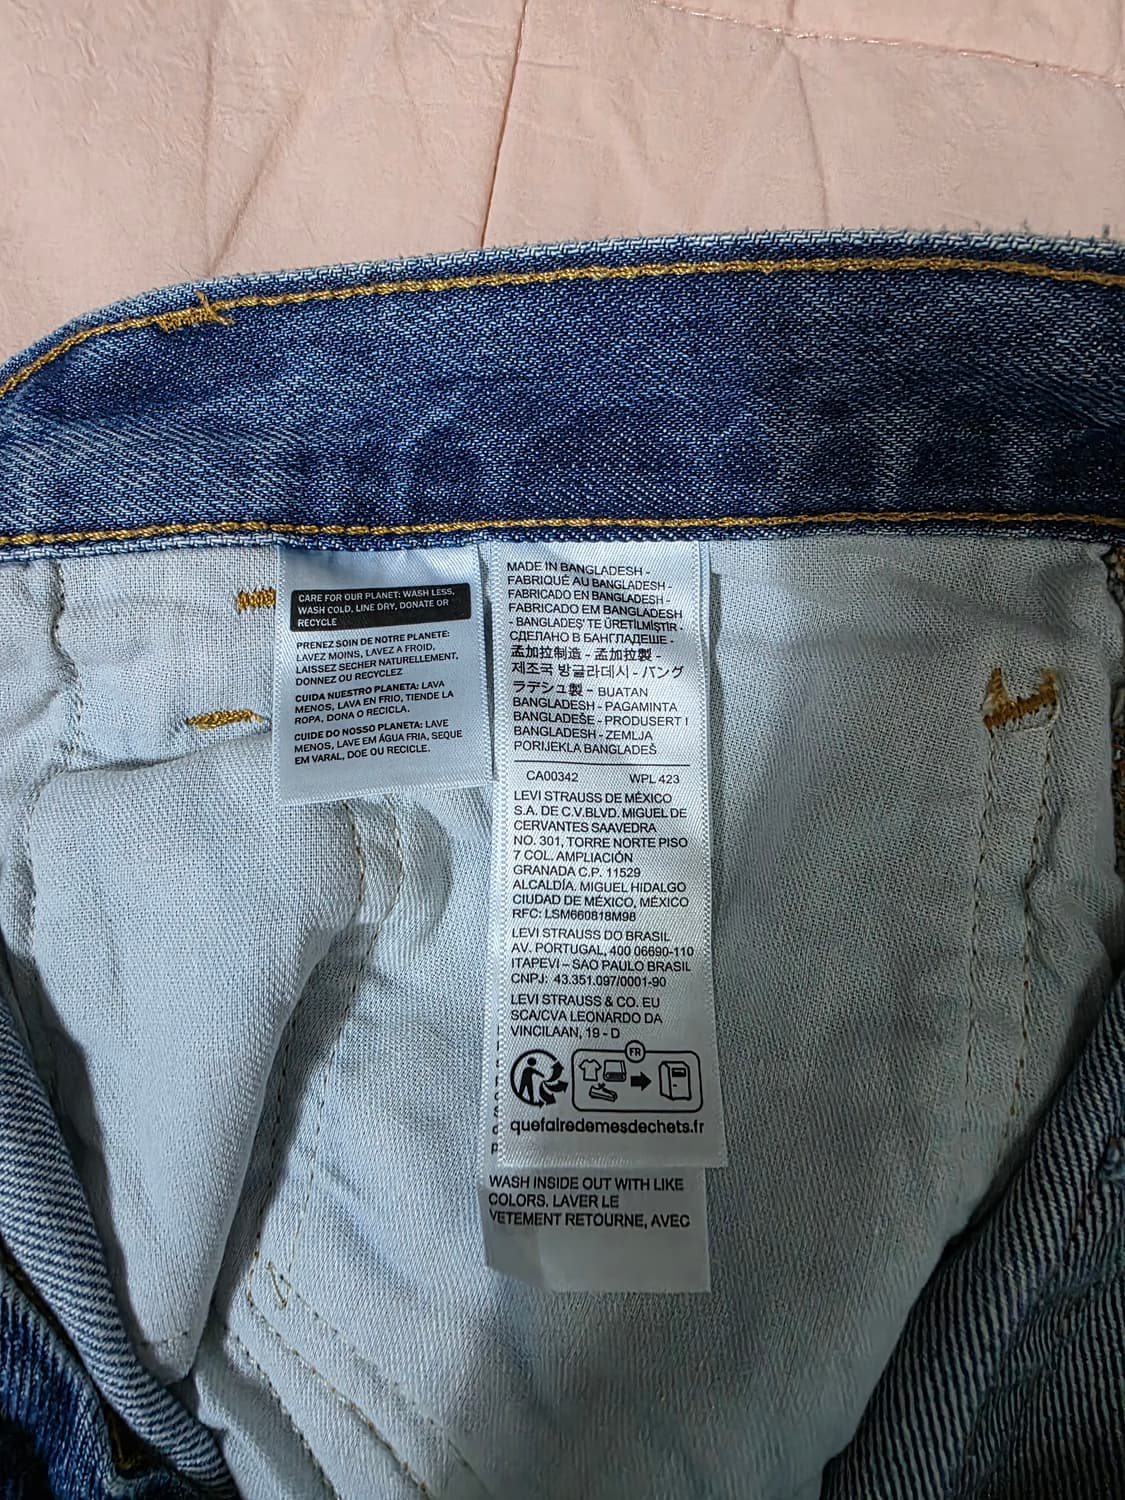 CARE FOR OUR PLANET: WASH LESS,
WASH COLD, LINE DRY, DONATE OR
RECYCLE
PRENEZ SOIN DE NOTRE PLANETE:
LAVEZ MOINS, LAVEZ A FROID,
LAISSEZ SECHER NATURELLEMENT,
DONNEZ OU RECYCLEZ
CUIDA NUESTRO PLANETA: LAVA
MENOS, LAVA EN FRIO, TIENDE LA
ROPA, DONA O RECICLA.
CUIDE DO NOSSO PLANETA: LAVE
MENOS, LAVE EM ÁGUA FRIA, SEQUE
EM VARAL, DOE OU RECICLE.
MADE IN BANGLADESH -
FABRIQUÉ AU BANGLADESH -
FABRICADO EN BANGLADESH -
FABRICADO EM BANGLADESH
- BANGLADEŞ' TE ÜRETILMIŞTIR -
СДЕЛАНО В БАНГЛАДЕШЕ -
孟加拉制造 - 孟加拉製 -
제조국 방글라데시 - バング
ラデシュ製 - BUATAN
BANGLADESH - PAGAMINTA
BANGLADEŠE - PRODUSERT I
BANGLADESH - ZEMLJA
PORIJEKLA BANGLADEŠ
CA00342 WPL 423
LEVI STRAUSS DE MÉXICO
S.A. DE C.V.BLVD. MIGUEL DE
CERVANTES SAAVEDRA
NO. 301, TORRE NORTE PISO
7 COL. AMPLIACIÓN
GRANADA C.P. 11529
ALCALDÍA. MIGUEL HIDALGO
CIUDAD DE MÉXICO, MÉXICO
RFC: LSM660818M98
LEVI STRAUSS DO BRASIL
AV. PORTUGAL, 400 06690-110
ITAPEVI – SAO PAULO BRASIL
CNPJ: 43.351.097/0001-90
LEVI STRAUSS & CO. EU
SCA/CVA LEONARDO DA
VINCILAAN, 19 - D
FR
quefairedemesdechets.fr
WASH INSIDE OUT WITH LIKE
COLORS. LAVER LE
VETEMENT RETOURNE, AVEC